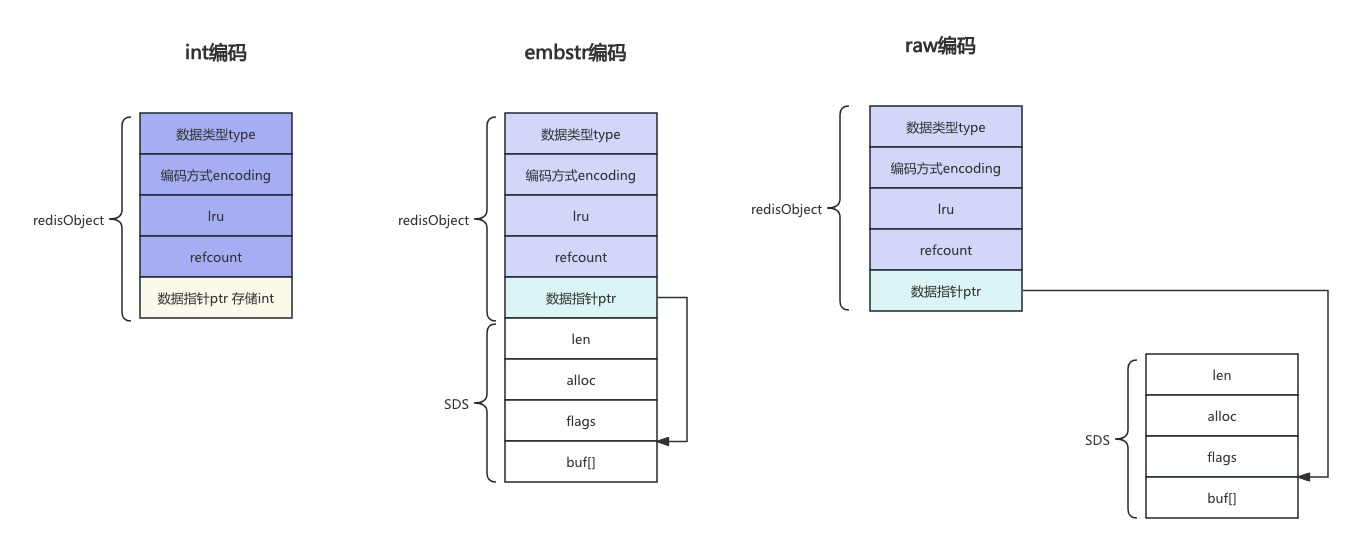 int编码
redisObject
数据类型type
编码方式encoding
lru
refcount
数据指针ptr 存储int
embstr编码
redisObject
数据类型type
编码方式encoding
lru
refcount
数据指针ptr
SDS
len
alloc
flags
buf[]
raw编码
redisObject
数据类型type
编码方式encoding
lru
refcount
数据指针ptr
SDS
len
alloc
flags
buf[]